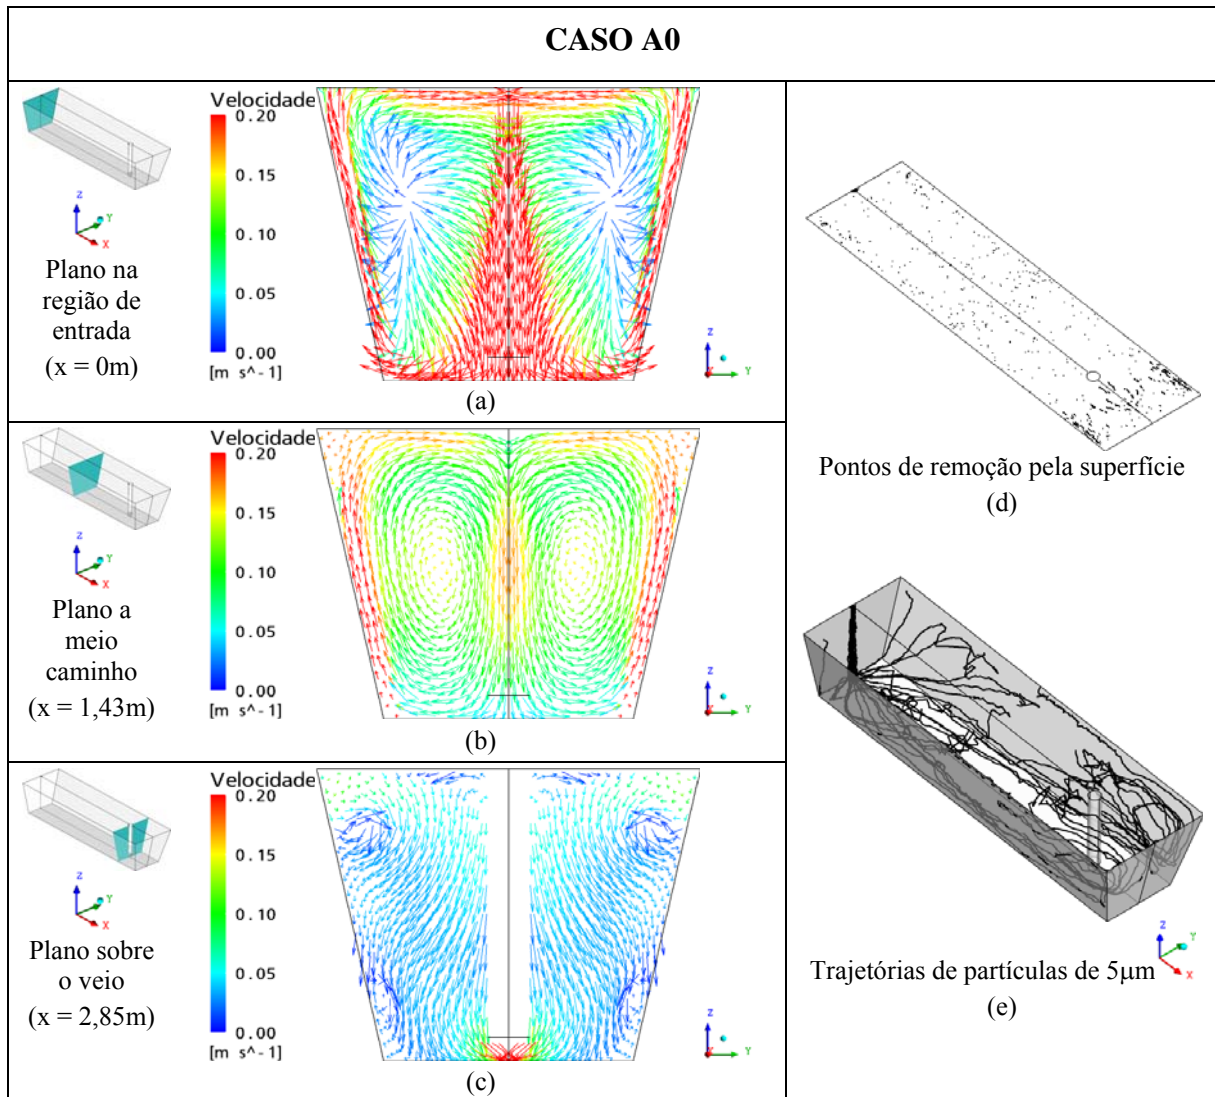 CASO A0
Z
Y
X
Plano na
região de
entrada
(x = 0m)
Velocidade
0.20
0.15
0.10
0.05
0.00
[m s^-1]
Z
Y
(a)
Z
Y
X
Plano a
meio
caminho
(x = 1,43m)
Velocidade
0.20
0.15
0.10
0.05
0.00
[m s^-1]
Z
Y
(b)
Z
Y
X
Plano sobre
o veio
(x = 2,85m)
Velocidade
0.20
0.15
0.10
0.05
0.00
[m s^-1]
Z
Y
(c)
Pontos de remoção pela superfície
(d)
Z
Y
X
Trajetórias de partículas de 5μm
(e)